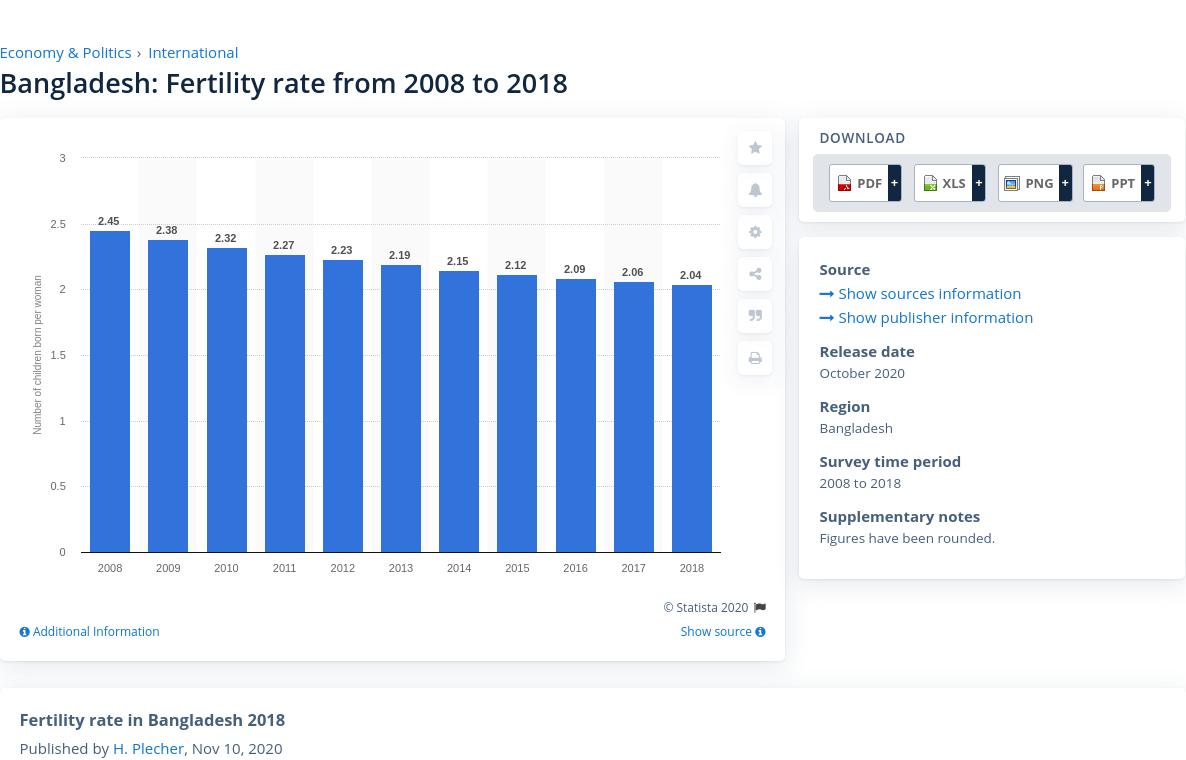 Economy & Politics › International
Bangladesh: Fertility rate from 2008 to 2018
Number of children born per woman
3
2.5
2
1.5
1
0.5
0
2.45 2.38 2.32 2.27 2.23 2.19 2.15 2.12 2.09 2.06 2.04
2008 2009 2010 2011 2012 2013 2014 2015 2016 2017 2018
© Statista 2020
Additional Information
Show source
DOWNLOAD
PDF + XLS + PNG + PPT +
Source
Show sources information
Show publisher information
Release date
October 2020
Region
Bangladesh
Survey time period
2008 to 2018
Supplementary notes
Figures have been rounded.
Fertility rate in Bangladesh 2018
Published by H. Plecher, Nov 10, 2020